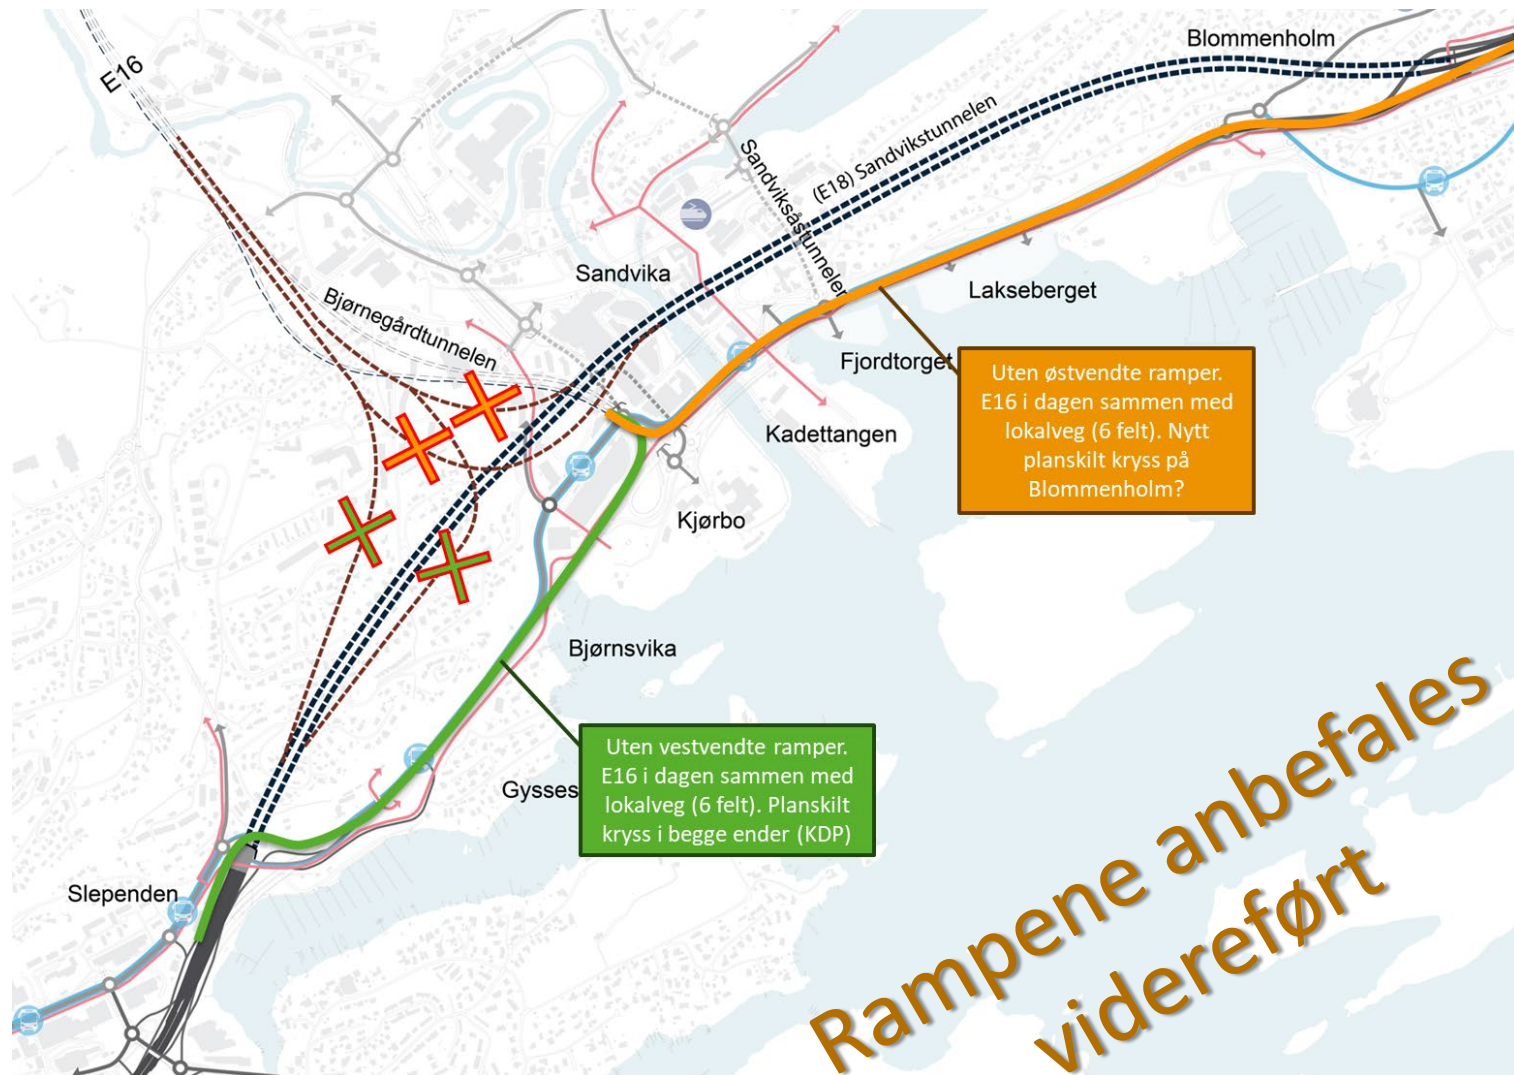 Blommenholm
E16
(E18) Sandvikstunnelen
Sandviksåstunnelen
Sandvika
Lakseberget
Bjørnegårdtunnelen
Fjordtorget
Uten østvendte ramper.
E16 i dagen sammen med
lokalveg (6 felt). Nytt
planskilt kryss på
Blommenholm?
Kadettangen
Kjørbo
Bjørnsvika
Uten vestvendte ramper.
E16 i dagen sammen med
lokalveg (6 felt). Planskilt
kryss i begge ender (KDP)
Gysses
Slependen
Rampene anbefales
videreført